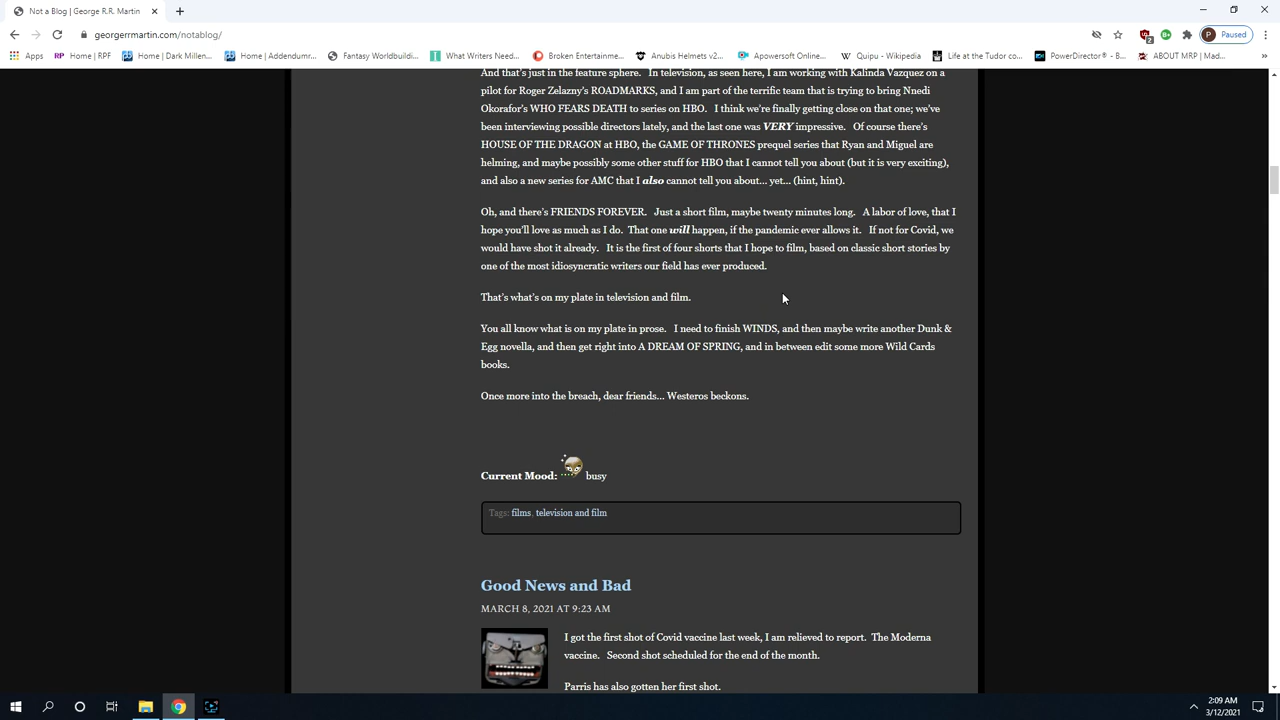 Not a Blog | George R.R. Martin
georgerrmartin.com/notablog/
2
Paused
Apps
Home | RPF
Home | Dark Millen...
Home | Addendumr...
Fantasy Worldbuildi...
What Writers Need...
Broken Entertainme...
Anubis Helmets v2...
Apowersoft Online...
Quipu - Wikipedia
Life at the Tudor co...
PowerDirector® - B...
ABOUT MRP | Mad...
And that's just in the feature sphere. In television, as seen here, I am working with Kalinda Vazquez on a
pilot for Roger Zelazny's ROADMARKS, and I am part of the terrific team that is trying to bring Nnedi
Okorafor's WHO FEARS DEATH to series on HBO. I think we're finally getting close on that one; we've
been interviewing possible directors lately, and the last one was VERY impressive. Of course there's
HOUSE OF THE DRAGON at HBO, the GAME OF THRONES prequel series that Ryan and Miguel are
helming, and maybe possibly some other stuff for HBO that I cannot tell you about (but it is very exciting),
and also a new series for AMC that I also cannot tell you about... yet... (hint, hint).
Oh, and there's FRIENDS FOREVER. Just a short film, maybe twenty minutes long. A labor of love, that I
hope you'll love as much as I do. That one will happen, if the pandemic ever allows it. If not for Covid, we
would have shot it already. It is the first of four shorts that I hope to film, based on classic short stories by
one of the most idiosyncratic writers our field has ever produced.
That's what's on my plate in television and film.
You all know what is on my plate in prose. I need to finish WINDS, and then maybe write another Dunk &
Egg novella, and then get right into A DREAM OF SPRING, and in between edit some more Wild Cards
books.
Once more into the breach, dear friends... Westeros beckons.
Current Mood: busy
Tags: films, television and film
Good News and Bad
MARCH 8, 2021 AT 9:23 AM
I got the first shot of Covid vaccine last week, I am relieved to report. The Moderna
vaccine. Second shot scheduled for the end of the month.
Parris has also gotten her first shot.
2:09 AM
3/12/2021